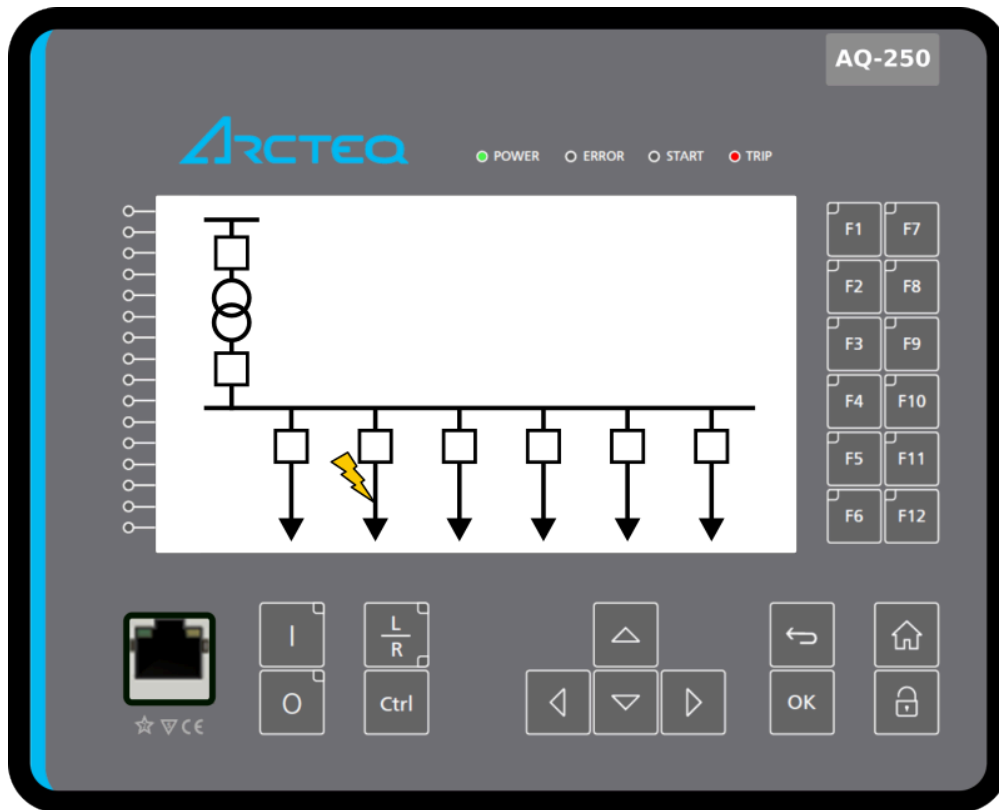 AQ-250
ARCTEQ
POWER ERROR START TRIP
F1 F7
F2 F8
F3 F9
F4 F10
F5 F11
F6 F12
I
L
R
O
Ctrl
OK
CE